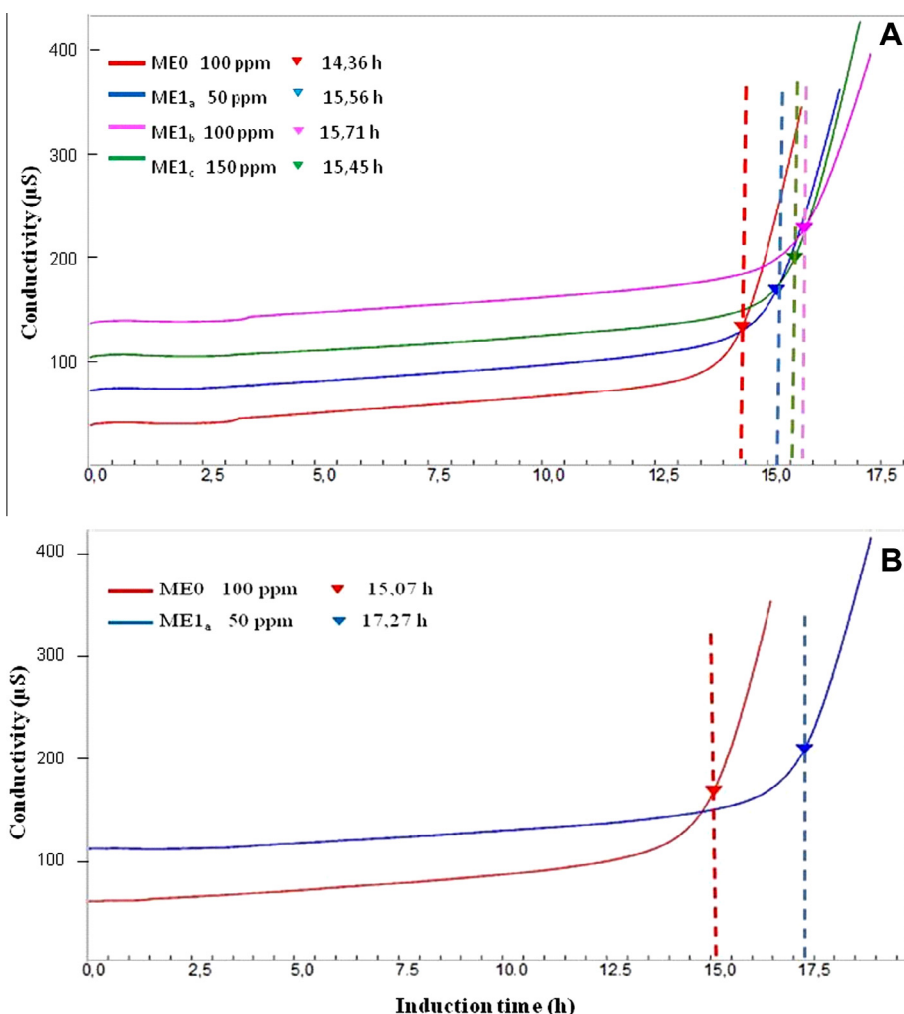 A
400
ME0 100 ppm 14,36 h
ME1a 50 ppm 15,56 h
ME1b 100 ppm 15,71 h
300
ME1c 150 ppm 15,45 h
Conductivity (µS)
200
100
0,0 2,5 5,0 7,5 10,0 12,5 15,0 17,5
B
400
ME0 100 ppm 15,07 h
ME1a 50 ppm 17,27 h
300
Conductivity (µS)
200
100
0,0 2,5 5,0 7.5 10.0 12,5 15,0 17,5
Induction time (h)